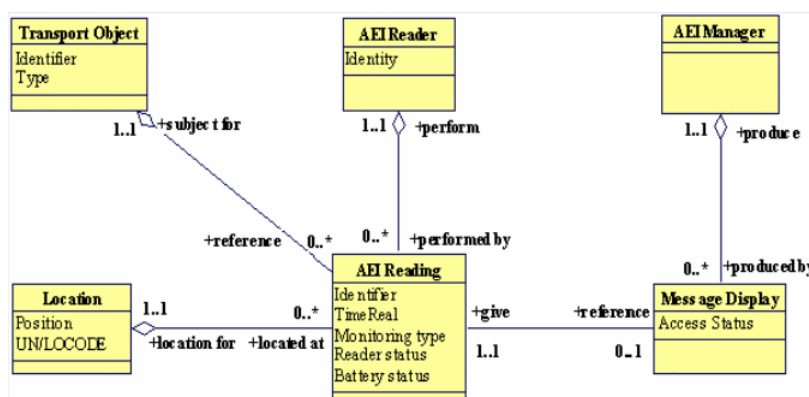 Transport Object
Identifier
Type
AEI Reader
Identity
AEI Manager
1..1
+subject for
1..1
+perform
1..1
+produce
+reference
0..*
0..*
+performed by
0..*
+produced by
Location
Position
UN/LOCODE
1..1
+location for
0..*
+located at
AEI Reading
Identifier
TimeReal
Monitoring type
Reader status
Battery status
+give
1..1
+reference
0..1
Message Display
Access Status